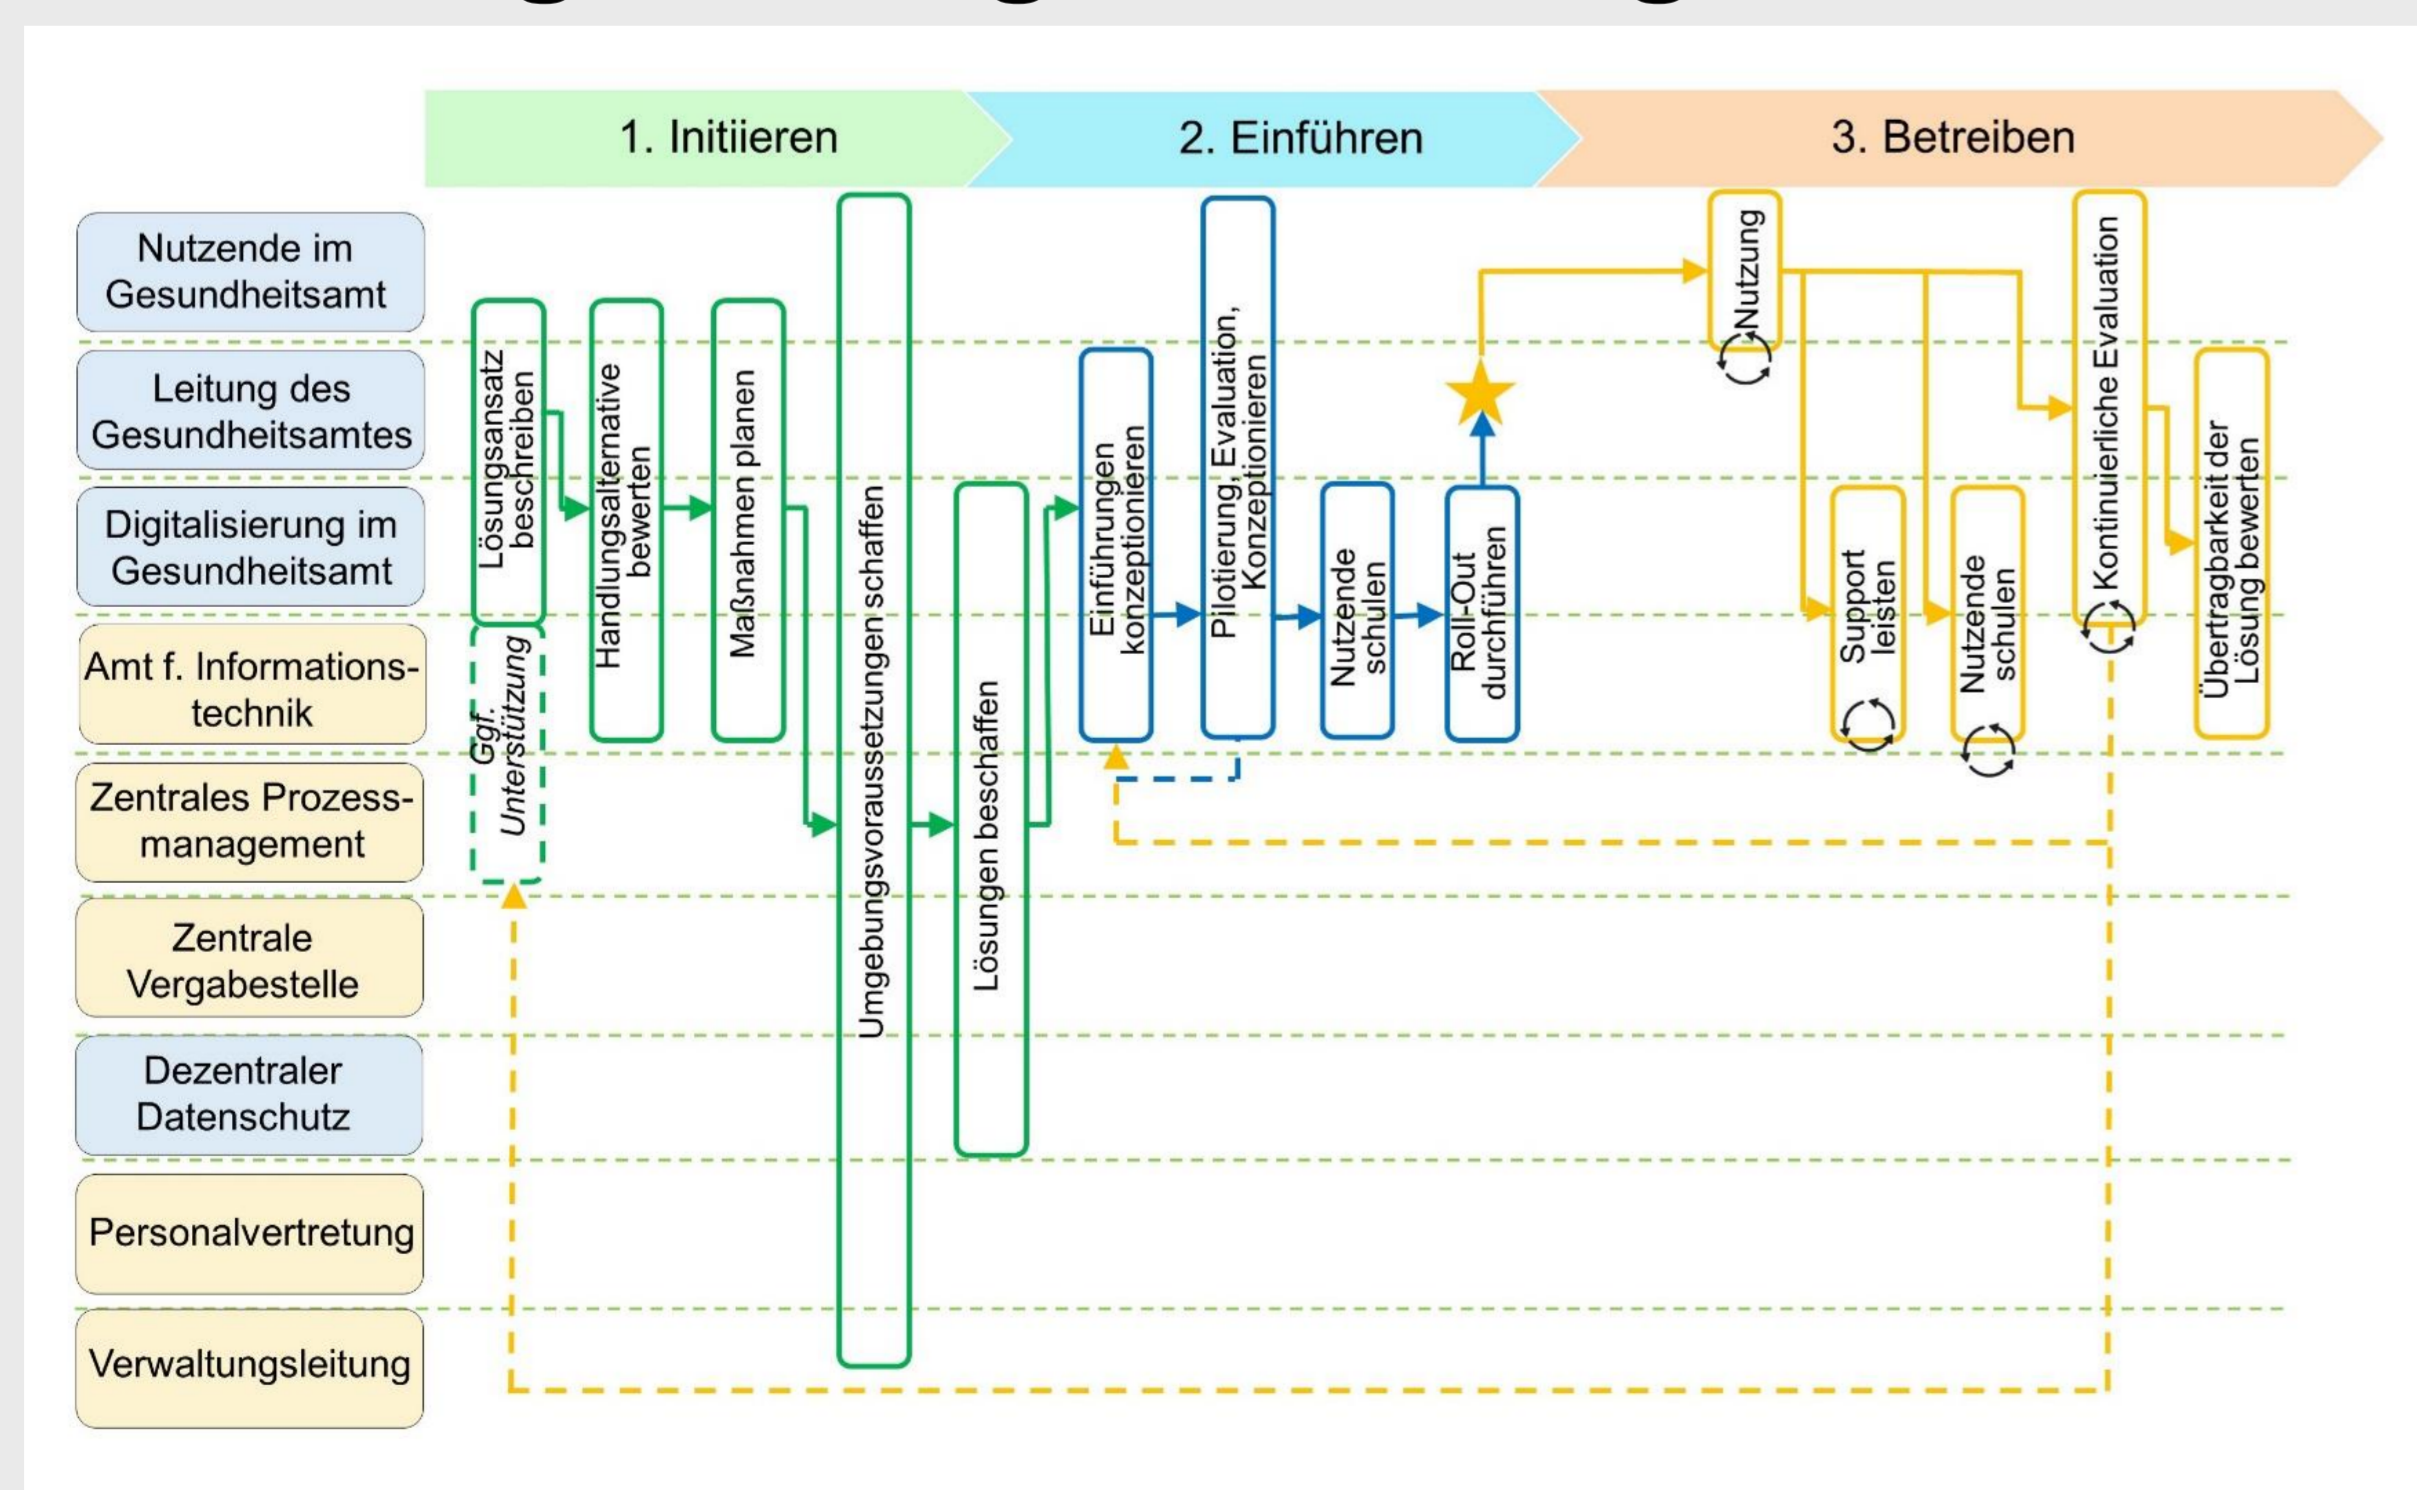 1. Initiieren
2. Einführen
3. Betreiben
Nutzende im
Gesundheitsamt
Leitung des
Gesundheitsamtes
Digitalisierung im
Gesundheitsamt
Amt f. Informations-
technik
Zentrales Prozess-
management
Zentrale
Vergabestelle
Dezentraler
Datenschutz
Personalvertretung
Verwaltungsleitung
Lösungsansatz
beschreiben
Ggf.
Unterstützung
Handlungsalternative
bewerten
Maßnahmen planen
Umgebungsvoraussetzungen schaffen
Lösungen beschaffen
Einführungen
konzeptionieren
Pilotierung, Evaluation,
Konzeptionieren
Nutzende
schulen
Roll-Out
durchführen
Nutzung
Support
leisten
Nutzende
schulen
Kontinuierliche Evaluation
Übertragbarkeit der
Lösung bewerten